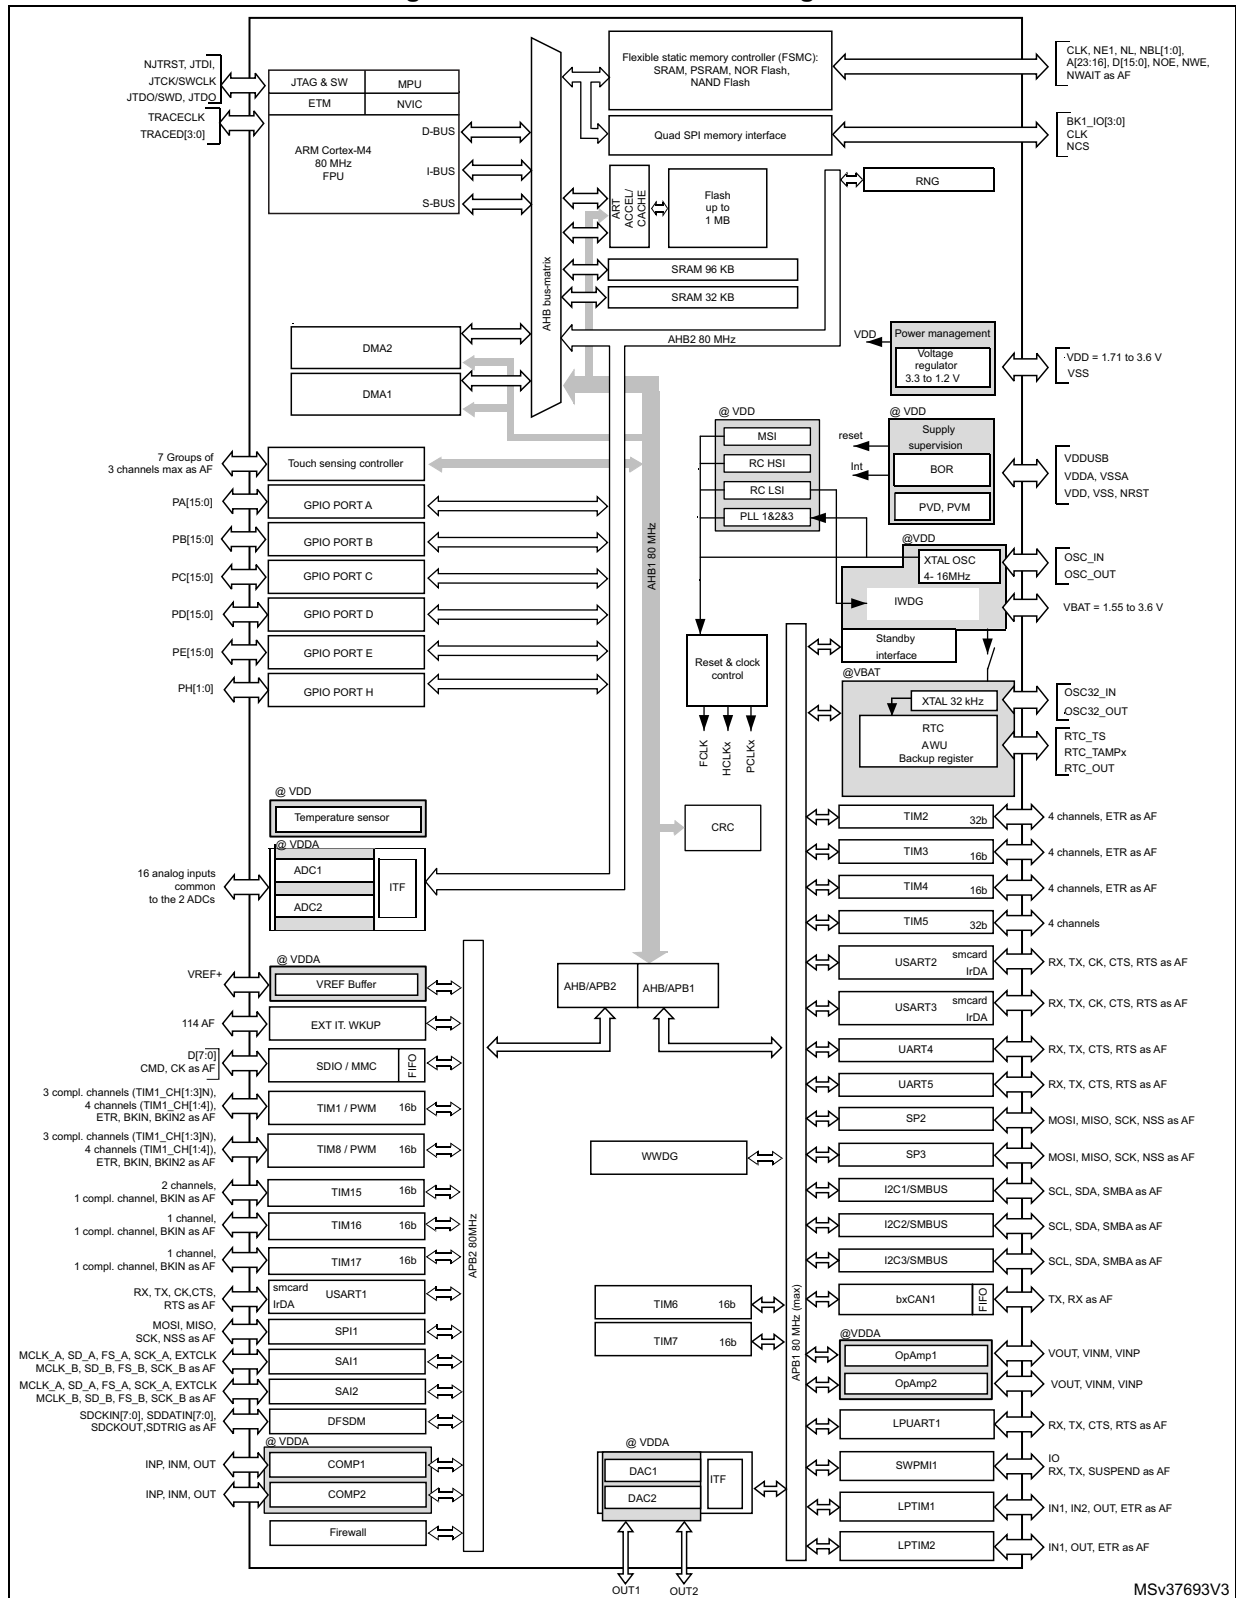 NJTRST, JTDI,
JTCK/SWCLK
JTDO/SWD, JTDO
TRACECLK
TRACED[3:0]
JTAG & SW
MPU
ETM
NVIC
ARM Cortex-M4
80 MHz
FPU
D-BUS
I-BUS
S-BUS
AHB bus-matrix
Flexible static memory controller (FSMC):
SRAM, PSRAM, NOR Flash,
NAND Flash
CLK, NE1, NL, NBL[1:0],
A[23:16], D[15:0], NOE, NWE,
NWAIT as AF
Quad SPI memory interface
BK1_IO[3:0]
CLK
NCS
ART
ACCEL/
CACHE
Flash
up to
1 MB
RNG
SRAM 96 KB
SRAM 32 KB
AHB2 80 MHz
DMA2
DMA1
VDD
Power management
Voltage
regulator
3.3 to 1.2 V
VDD = 1.71 to 3.6 V
VSS
@ VDD
MSI
RC HSI
RC LSI
PLL 1&2&3
@ VDD
reset
Int
Supply
supervision
BOR
PVD, PVM
VDDUSB
VDDA, VSSA
VDD, VSS, NRST
7 Groups of
3 channels max as AF
Touch sensing controller
PA[15:0]
GPIO PORT A
PB[15:0]
GPIO PORT B
PC[15:0]
GPIO PORT C
PD[15:0]
GPIO PORT D
PE[15:0]
GPIO PORT E
PH[1:0]
GPIO PORT H
AHB1 80 MHz
@VDD
XTAL OSC
4- 16MHz
IWDG
OSC_IN
OSC_OUT
VBAT = 1.55 to 3.6 V
Standby
interface
@VBAT
XTAL 32 kHz
RTC
AWU
Backup register
OSC32_IN
OSC32_OUT
RTC_TS
RTC_TAMPx
RTC_OUT
Reset & clock
control
FCLK
HCLKx
PCLKx
@ VDD
Temperature sensor
@ VDDA
ADC1
ADC2
ITF
16 analog inputs
common
to the 2 ADCs
CRC
AHB/APB2
AHB/APB1
VREF+
@ VDDA
VREF Buffer
114 AF
EXT IT. WKUP
D[7:0]
CMD, CK as AF
SDIO / MMC
FIFO
3 compl. channels (TIM1_CH[1:3]N),
4 channels (TIM1_CH[1:4]),
ETR, BKIN, BKIN2 as AF
TIM1 / PWM
16b
3 compl. channels (TIM1_CH[1:3]N),
4 channels (TIM1_CH[1:4]),
ETR, BKIN, BKIN2 as AF
TIM8 / PWM
16b
2 channels,
1 compl. channel, BKIN as AF
TIM15
16b
1 channel,
1 compl. channel, BKIN as AF
TIM16
16b
1 channel,
1 compl. channel, BKIN as AF
TIM17
16b
RX, TX, CK,CTS,
RTS as AF
smcard
IrDA
USART1
MOSI, MISO,
SCK, NSS as AF
SPI1
MCLK_A, SD_A, FS_A, SCK_A, EXTCLK
MCLK_B, SD_B, FS_B, SCK_B as AF
SAI1
MCLK_A, SD_A, FS_A, SCK_A, EXTCLK
MCLK_B, SD_B, FS_B, SCK_B as AF
SAI2
SDCKIN[7:0], SDDATIN[7:0],
SDCKOUT,SDTRIG as AF
DFSDM
@ VDDA
INP, INM, OUT
COMP1
INP, INM, OUT
COMP2
Firewall
APB2 80MHz
WWDG
TIM6
16b
TIM7
16b
@ VDDA
DAC1
DAC2
ITF
OUT1
OUT2
APB1 80 MHz (max)
TIM2
32b
4 channels, ETR as AF
TIM3
16b
4 channels, ETR as AF
TIM4
16b
4 channels, ETR as AF
TIM5
32b
4 channels
USART2
smcard
IrDA
RX, TX, CK, CTS, RTS as AF
USART3
smcard
IrDA
RX, TX, CK, CTS, RTS as AF
UART4
RX, TX, CTS, RTS as AF
UART5
RX, TX, CTS, RTS as AF
SP2
MOSI, MISO, SCK, NSS as AF
SP3
MOSI, MISO, SCK, NSS as AF
I2C1/SMBUS
SCL, SDA, SMBA as AF
I2C2/SMBUS
SCL, SDA, SMBA as AF
I2C3/SMBUS
SCL, SDA, SMBA as AF
bxCAN1
FIFO
TX, RX as AF
@VDDA
OpAmp1
VOUT, VINM, VINP
OpAmp2
VOUT, VINM, VINP
LPUART1
RX, TX, CTS, RTS as AF
SWPMI1
IO
RX, TX, SUSPEND as AF
LPTIM1
IN1, IN2, OUT, ETR as AF
LPTIM2
IN1, OUT, ETR as AF
MSv37693V3